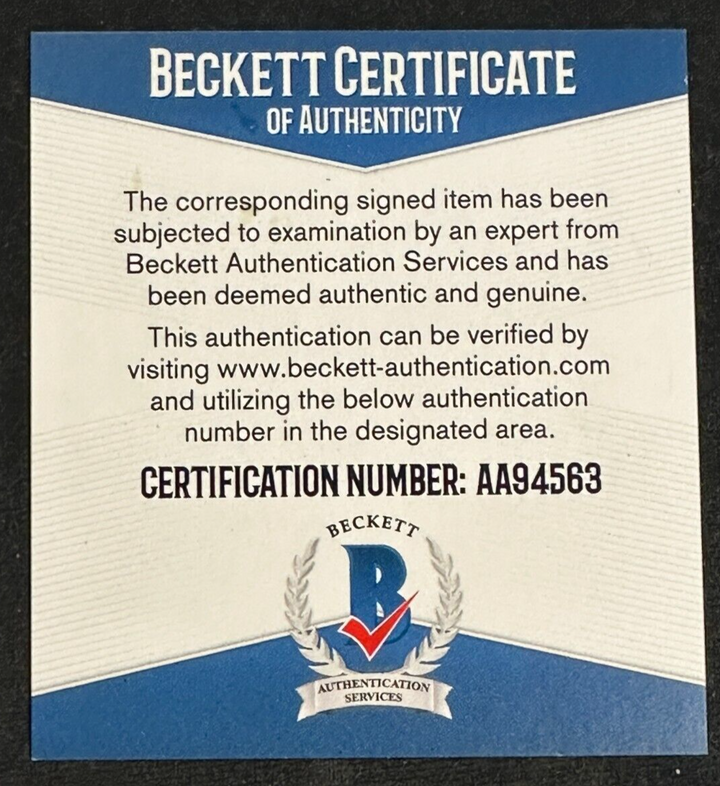 BECKETT CERTIFICATE
OF AUTHENTICITY
The corresponding signed item has been
subjected to examination by an expert from
Beckett Authentication Services and has
been deemed authentic and genuine.
This authentication can be verified by
visiting www.beckett-authentication.com
and utilizing the below authentication
number in the designated area.
CERTIFICATION NUMBER: AA94563
BECKETT
B
AUTHENTICATION
SERVICES